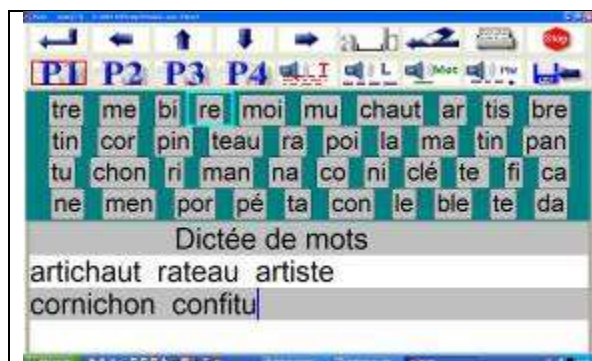 a_b Stop
P1 P2 P3 P4 T L Mot
tre me bi re moi mu chaut ar tis bre
tin cor pin teau ra poi la ma tin pan
tu chon ri man na co ni clé te fi ca
ne men por pé ta con le ble te da
Dictée de mots
artichaut rateau artiste
cornichon confitu